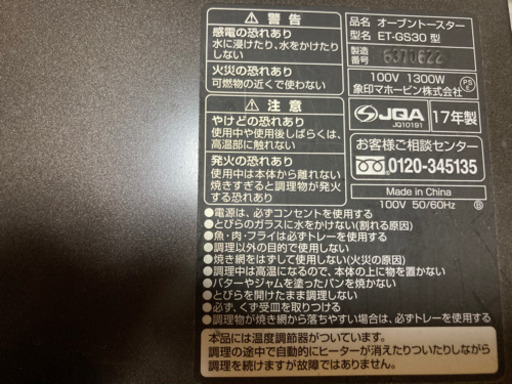 ⚠ 警告
感電の恐れあり
水に浸けたり、水をかけたり
しない
火災の恐れあり
可燃物の近くで使わない
⚠ 注意
やけどの恐れあり
使用中や使用後しばらくは、
高温部に触れない
発火の恐れあり
使用中は本体から離れない
焼きすぎると調理物が発火
する恐れあり
品名 オーブントースター
型名 ET-GS30 型
製造
番号 6370622
100V 1300W
PSE
象印マホービン株式会社
JQA
JQ10191
17年製
お客様ご相談センター
0120-345135
Made in China
100V 50/60Hz Ⓑ
●電源は、必ずコンセントを使用する
●とびらのガラスに水をかけない(割れる原因)
●魚・肉・フライは必ずトレーを使用する
●調理以外の目的で使用しない
●焼き網をはずして使用しない(火災の原因)
●調理中は高温になるので、本体の上に物を置かない
●バターやジャムを塗ったパンを焼かない
●とびらを開けたまま調理しない
●必ず、くず受皿を取りつける
●調理物が焼き網から落ちやすい場合は、必ずトレーを使用する
本品には温度調節器がついています。
調理の途中で自動的にヒーターが消えたりついたりしながら
調理を続けますが故障ではありません。